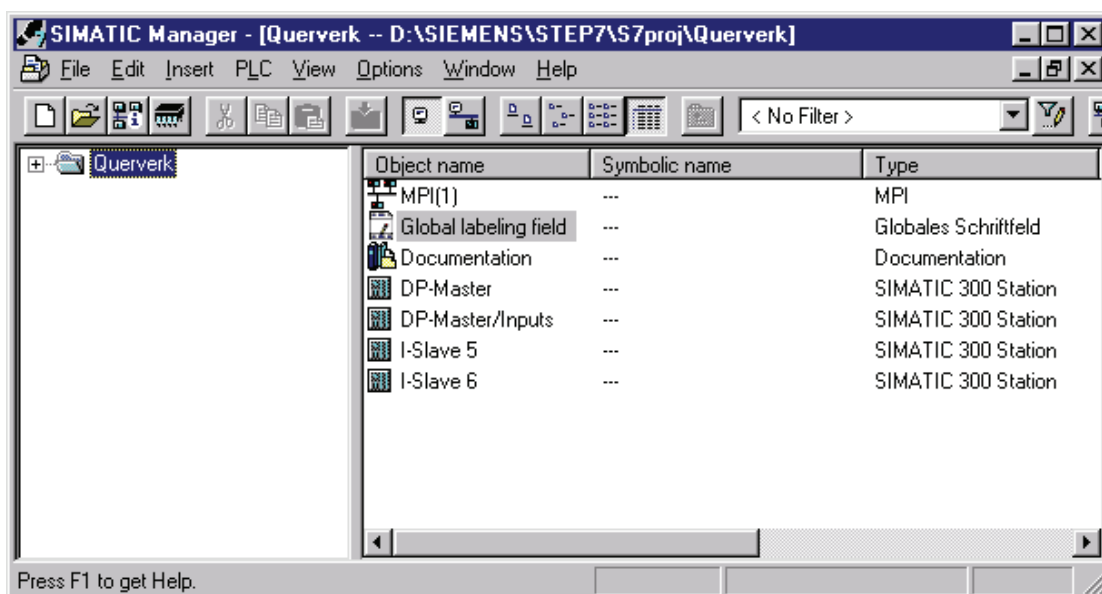 SIMATIC Manager - [Querverk -- D:\SIEMENS\STEP7\S7proj\Querverk]
File Edit Insert PLC View Options Window Help
< No Filter >
Querverk
Object name Symbolic name Type
MPI(1) --- MPI
Global labeling field --- Globales Schriftfeld
Documentation --- Documentation
DP-Master --- SIMATIC 300 Station
DP-Master/Inputs --- SIMATIC 300 Station
I-Slave 5 --- SIMATIC 300 Station
I-Slave 6 --- SIMATIC 300 Station
Press F1 to get Help.